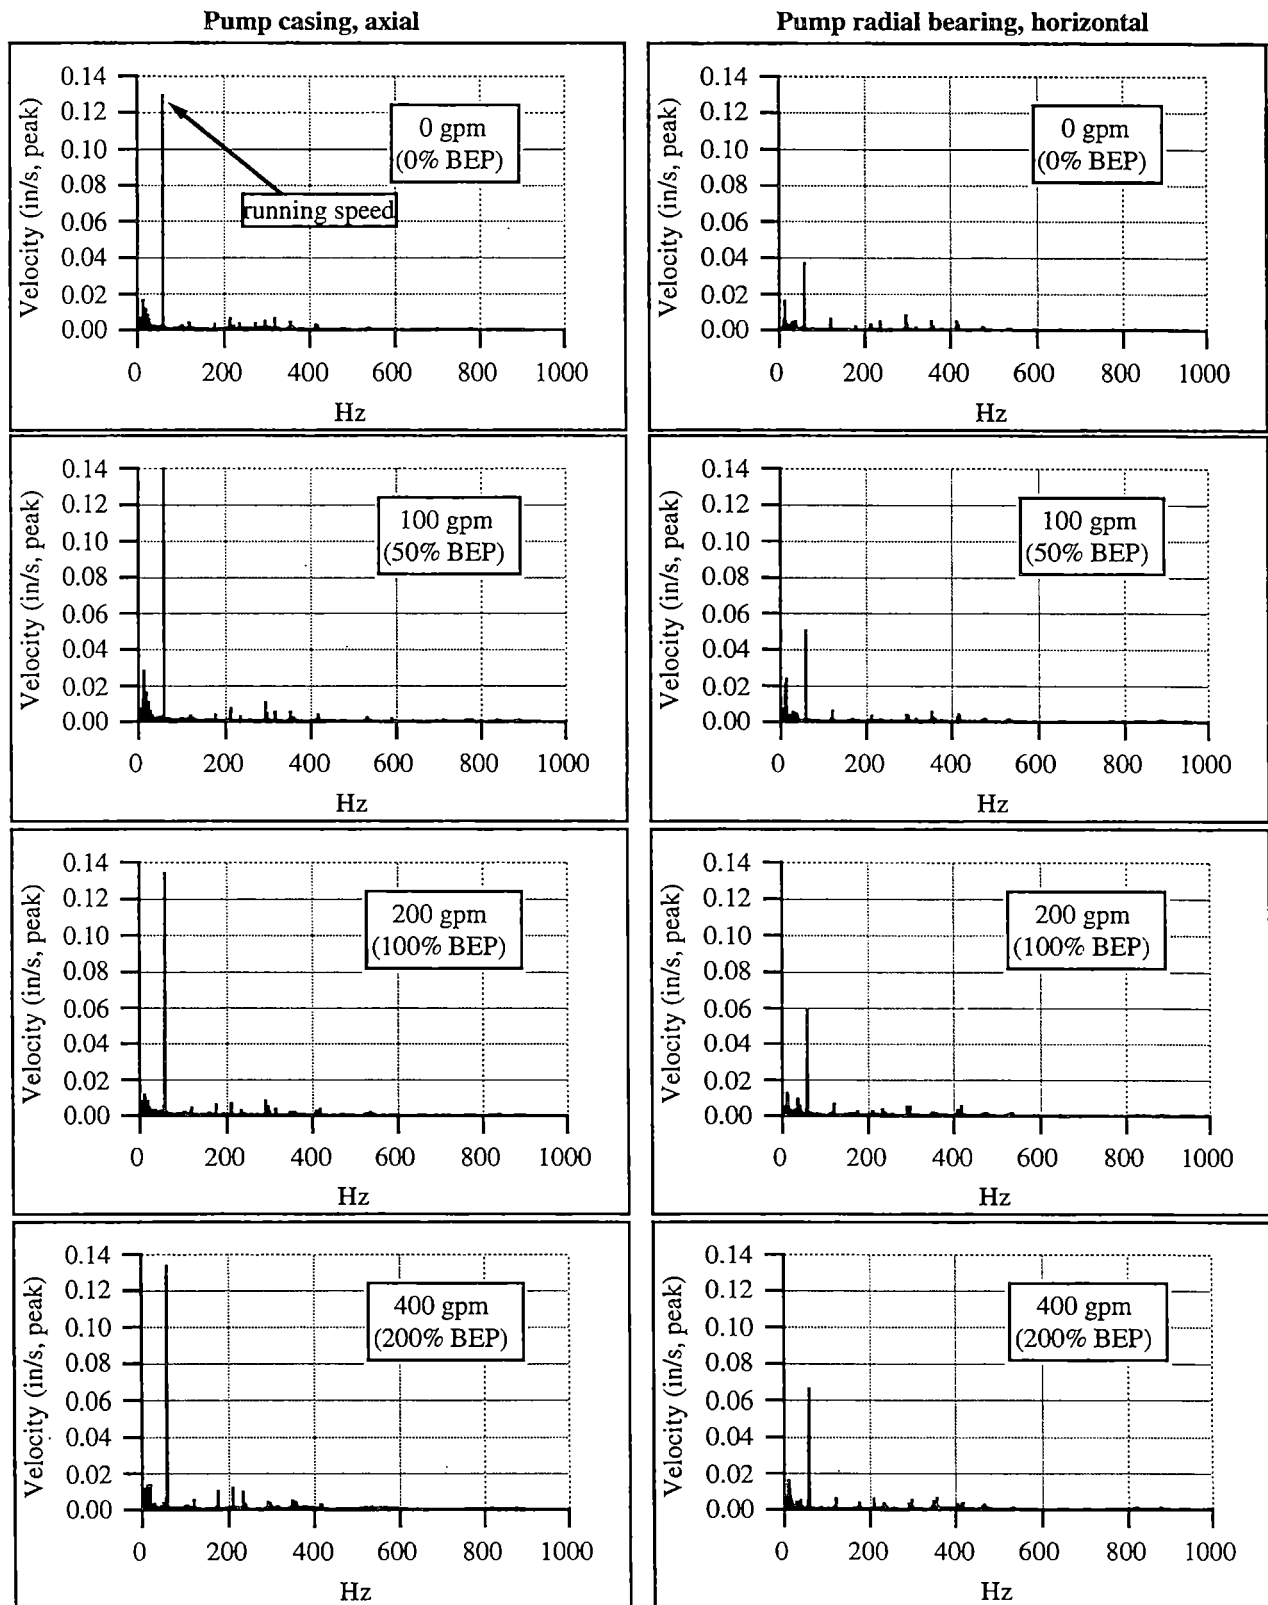 Pump casing, axial
Pump radial bearing, horizontal
Velocity (in/s, peak)
0.14
0.12
0.10
0.08
0.06
0.04
0.02
0.00
0 gpm
(0% BEP)
running speed
0 200 400 600 800 1000
Hz
Velocity (in/s, peak)
0.14
0.12
0.10
0.08
0.06
0.04
0.02
0.00
0 gpm
(0% BEP)
0 200 400 600 800 1000
Hz
Velocity (in/s, peak)
0.14
0.12
0.10
0.08
0.06
0.04
0.02
0.00
100 gpm
(50% BEP)
0 200 400 600 800 1000
Hz
Velocity (in/s, peak)
0.14
0.12
0.10
0.08
0.06
0.04
0.02
0.00
100 gpm
(50% BEP)
0 200 400 600 800 1000
Hz
Velocity (in/s, peak)
0.14
0.12
0.10
0.08
0.06
0.04
0.02
0.00
200 gpm
(100% BEP)
0 200 400 600 800 1000
Hz
Velocity (in/s, peak)
0.14
0.12
0.10
0.08
0.06
0.04
0.02
0.00
200 gpm
(100% BEP)
0 200 400 600 800 1000
Hz
Velocity (in/s, peak)
0.14
0.12
0.10
0.08
0.06
0.04
0.02
0.00
400 gpm
(200% BEP)
0 200 400 600 800 1000
Hz
Velocity (in/s, peak)
0.14
0.12
0.10
0.08
0.06
0.04
0.02
0.00
400 gpm
(200% BEP)
0 200 400 600 800 1000
Hz